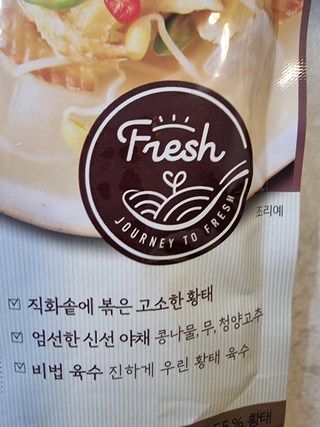 Fresh
JOURNEY TO FRESH
조리예
직화솥에 볶은 고소한 황태
엄선한 신선 야채 콩나물, 무, 청양고추
비법 육수 진하게 우린 황태 육수
% 황태